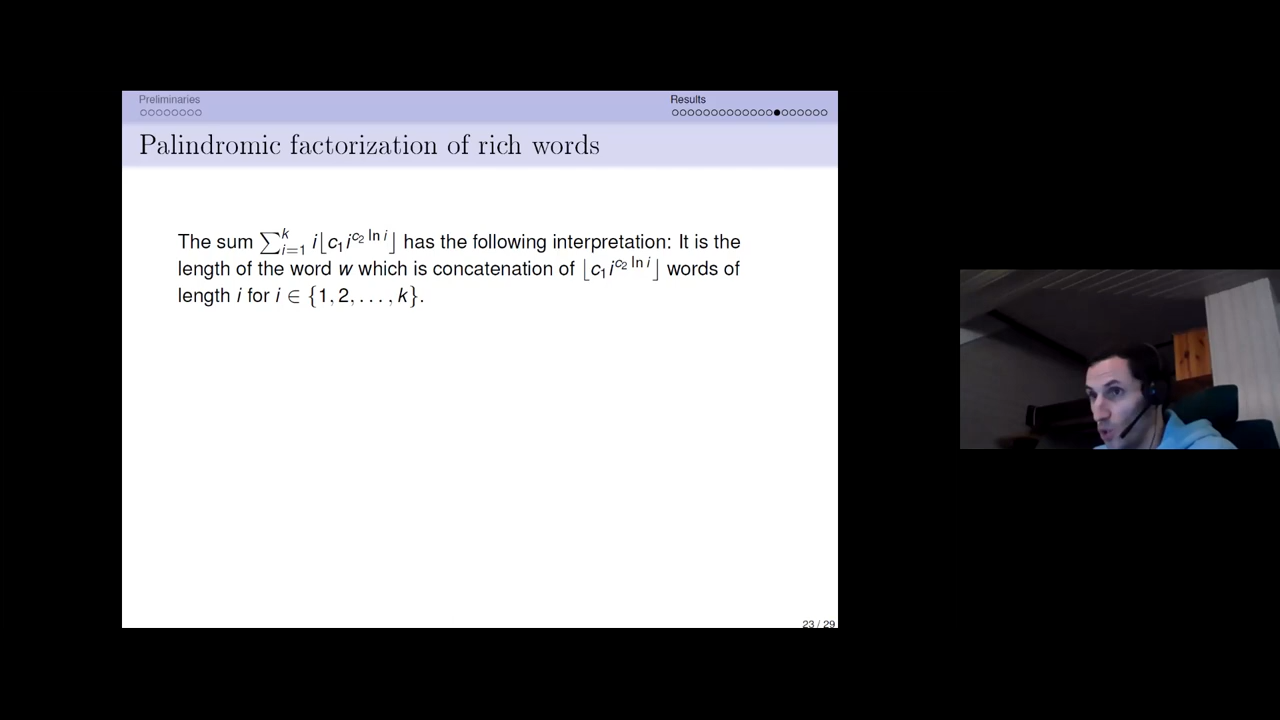 Preliminaries
Results
Palindromic factorization of rich words
The sum ∑_{i=1}^{k} i⌊c₁i^{c₂ ln i}⌋ has the following interpretation: It is the
length of the word w which is concatenation of ⌊c₁i^{c₂ ln i}⌋ words of
length i for i ∈ {1, 2, . . . , k}.
23 / 29